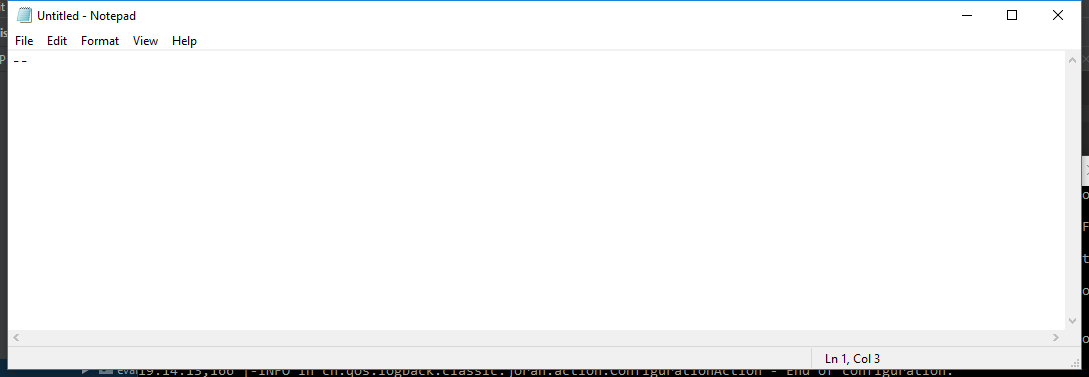 Untitled - Notepad
File Edit Format View Help
--
Ln 1, Col 3
19:14:13,166 |-INFO in ch.qos.logback.classic.joran.action.ConfigurationAction - End of configuration.